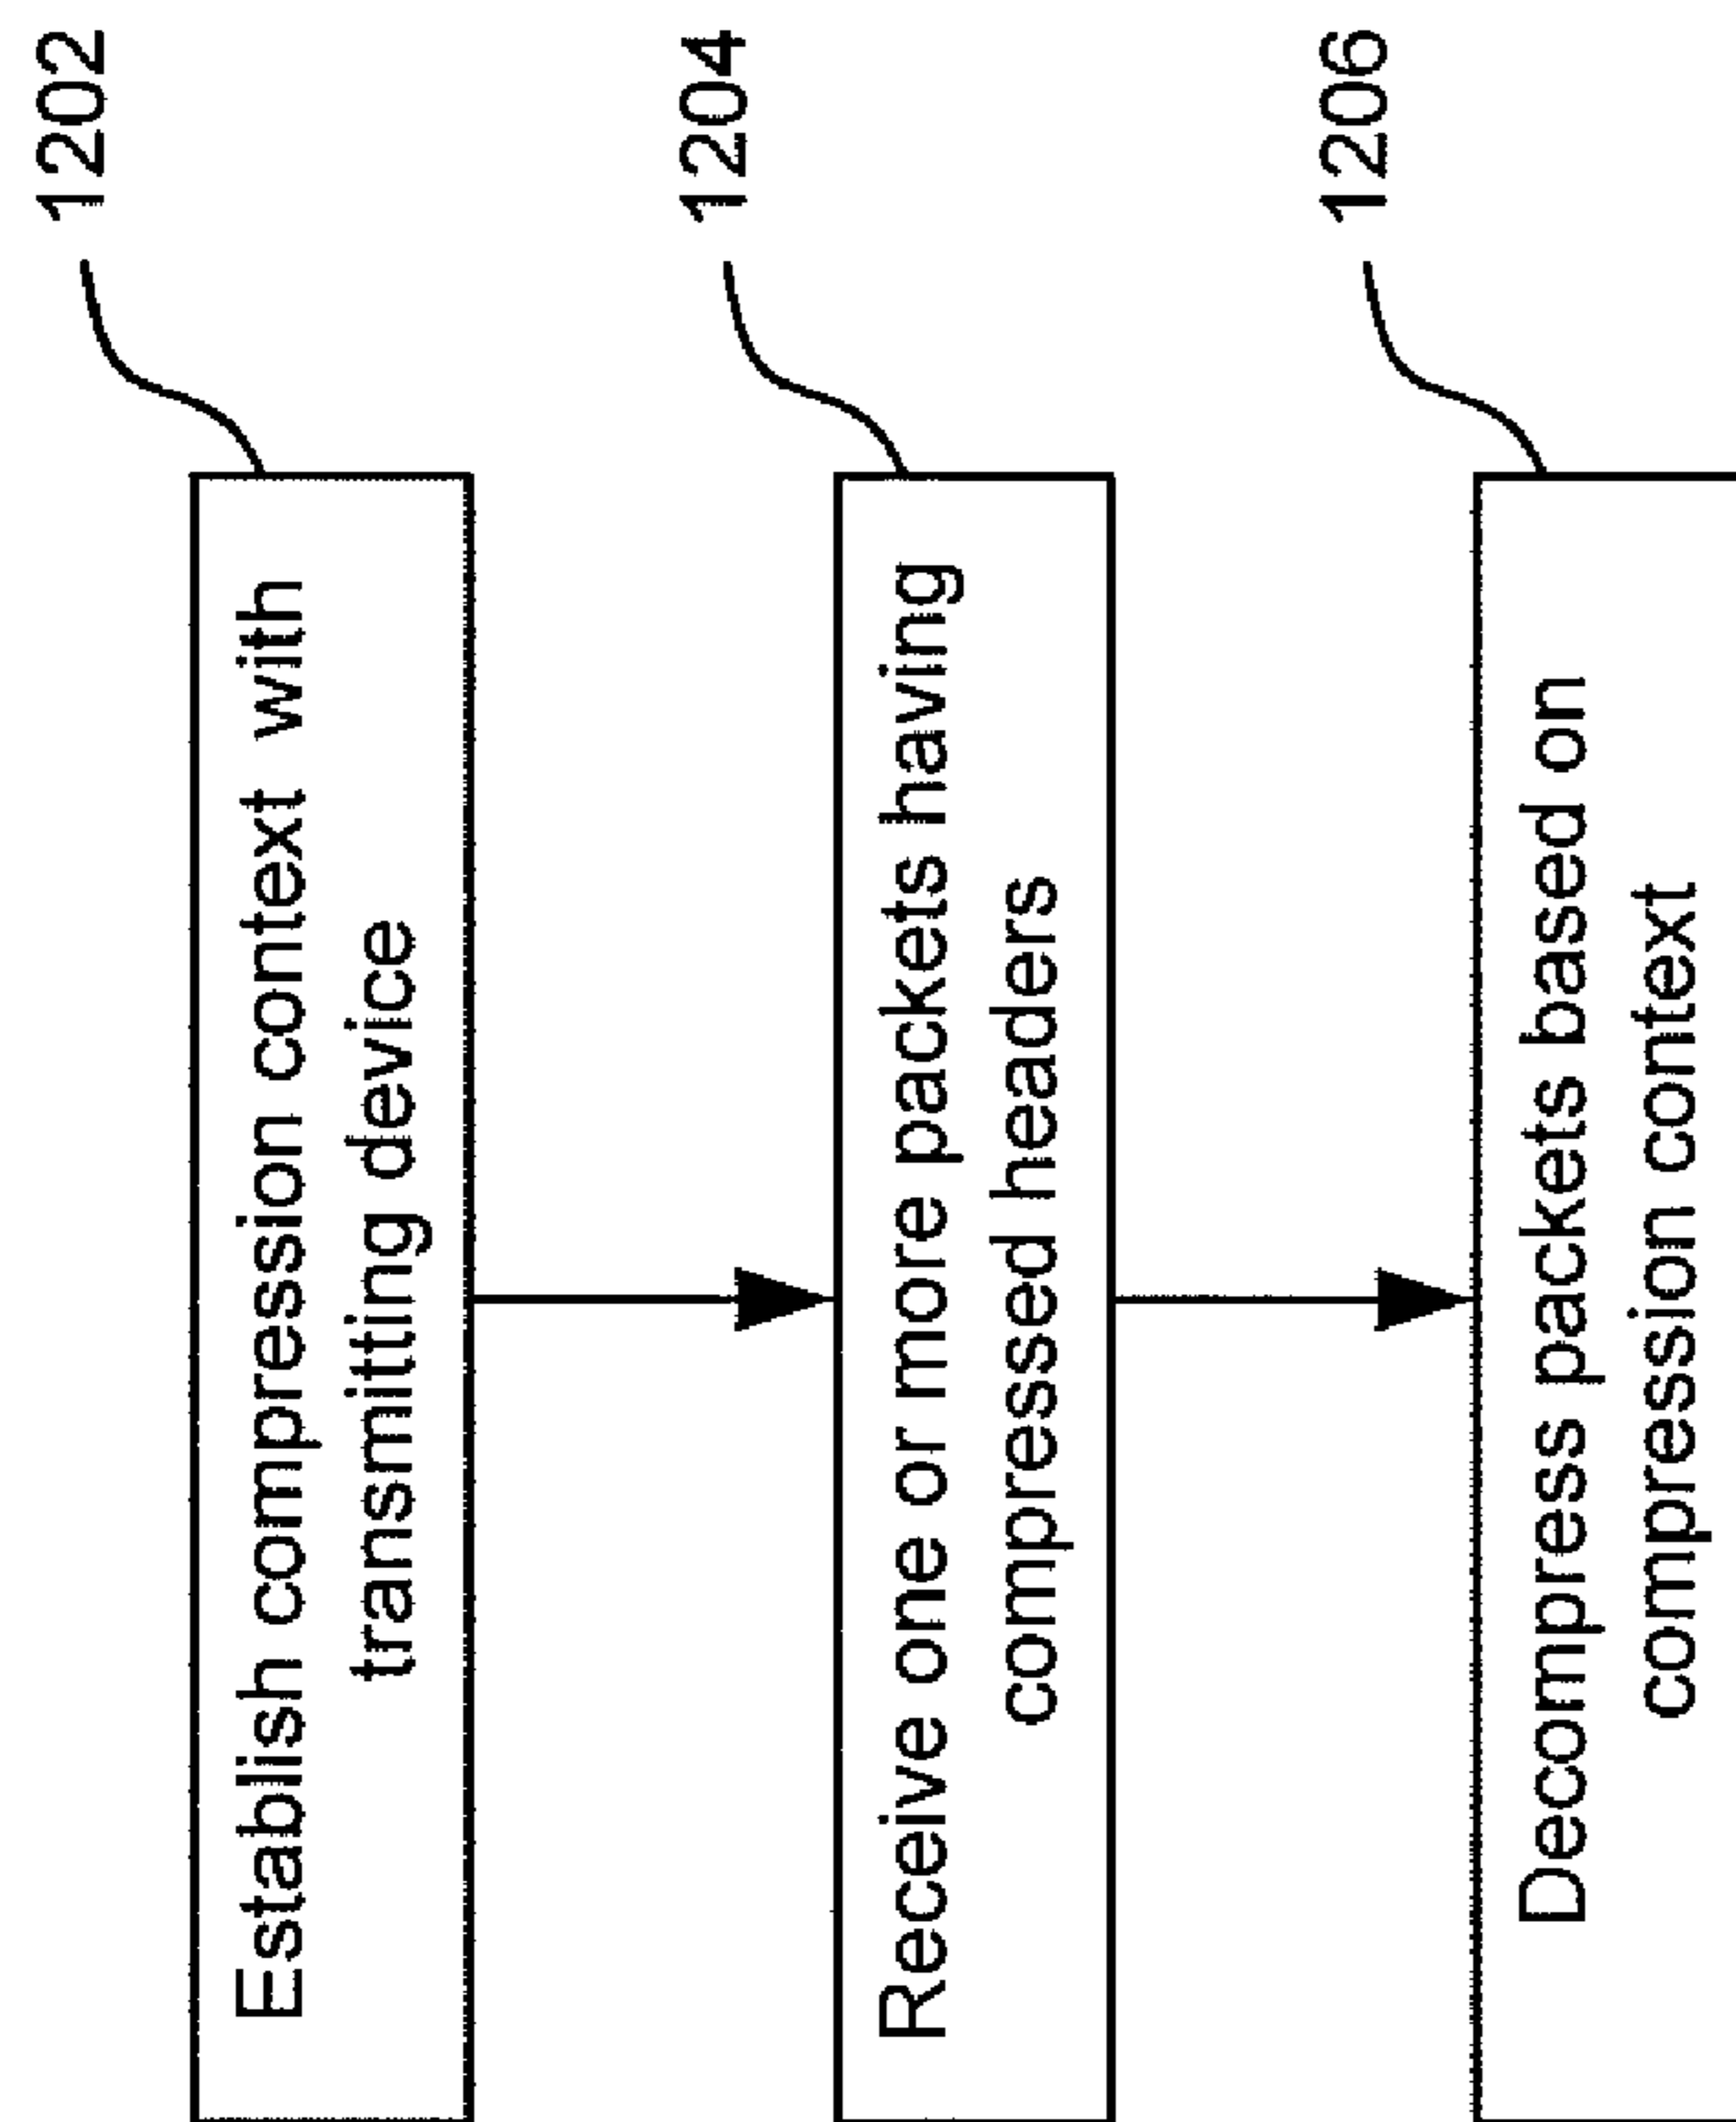 Establish compression context with
transmitting device
1202
Receive one or more packets having
compressed headers
1204
Decompress packets based on
compression context
1206